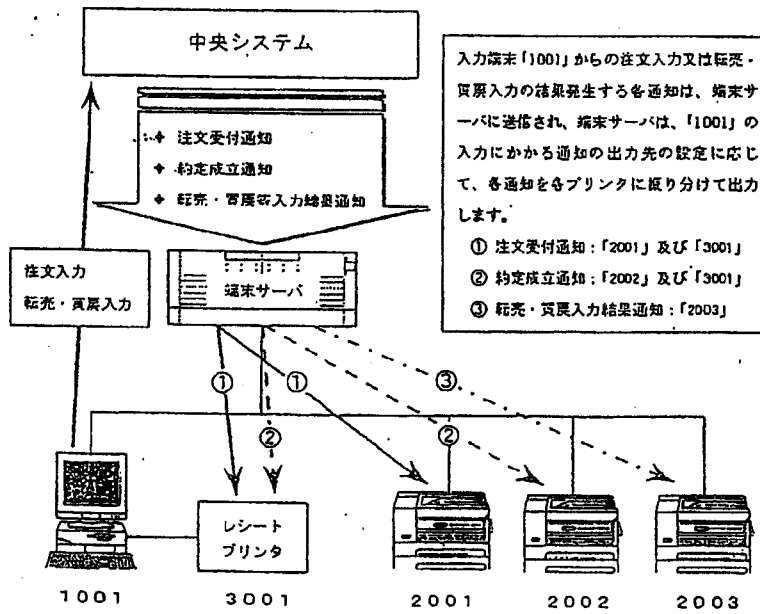 中央システム
✦ 注文受付通知
✦ 約定成立通知
✦ 転売・買戻等入力結果通知
入力端末「1001」からの注文入力又は転売・
買戻入力の結果発生する各通知は、端末サ
ーバに送信され、端末サーバは、「1001」の
入力にかかる通知の出力先の設定に応じ
て、各通知を各プリンタに振り分けて出力
します。
① 注文受付通知:「2001」及び「3001」
② 約定成立通知:「2002」及び「3001」
③ 転売・買戻入力結果通知:「2003」
注文入力
転売・買戻入力
端末サーバ
①
①
③
②
②
レシート
プリンタ
1001
3001
2001
2002
2003